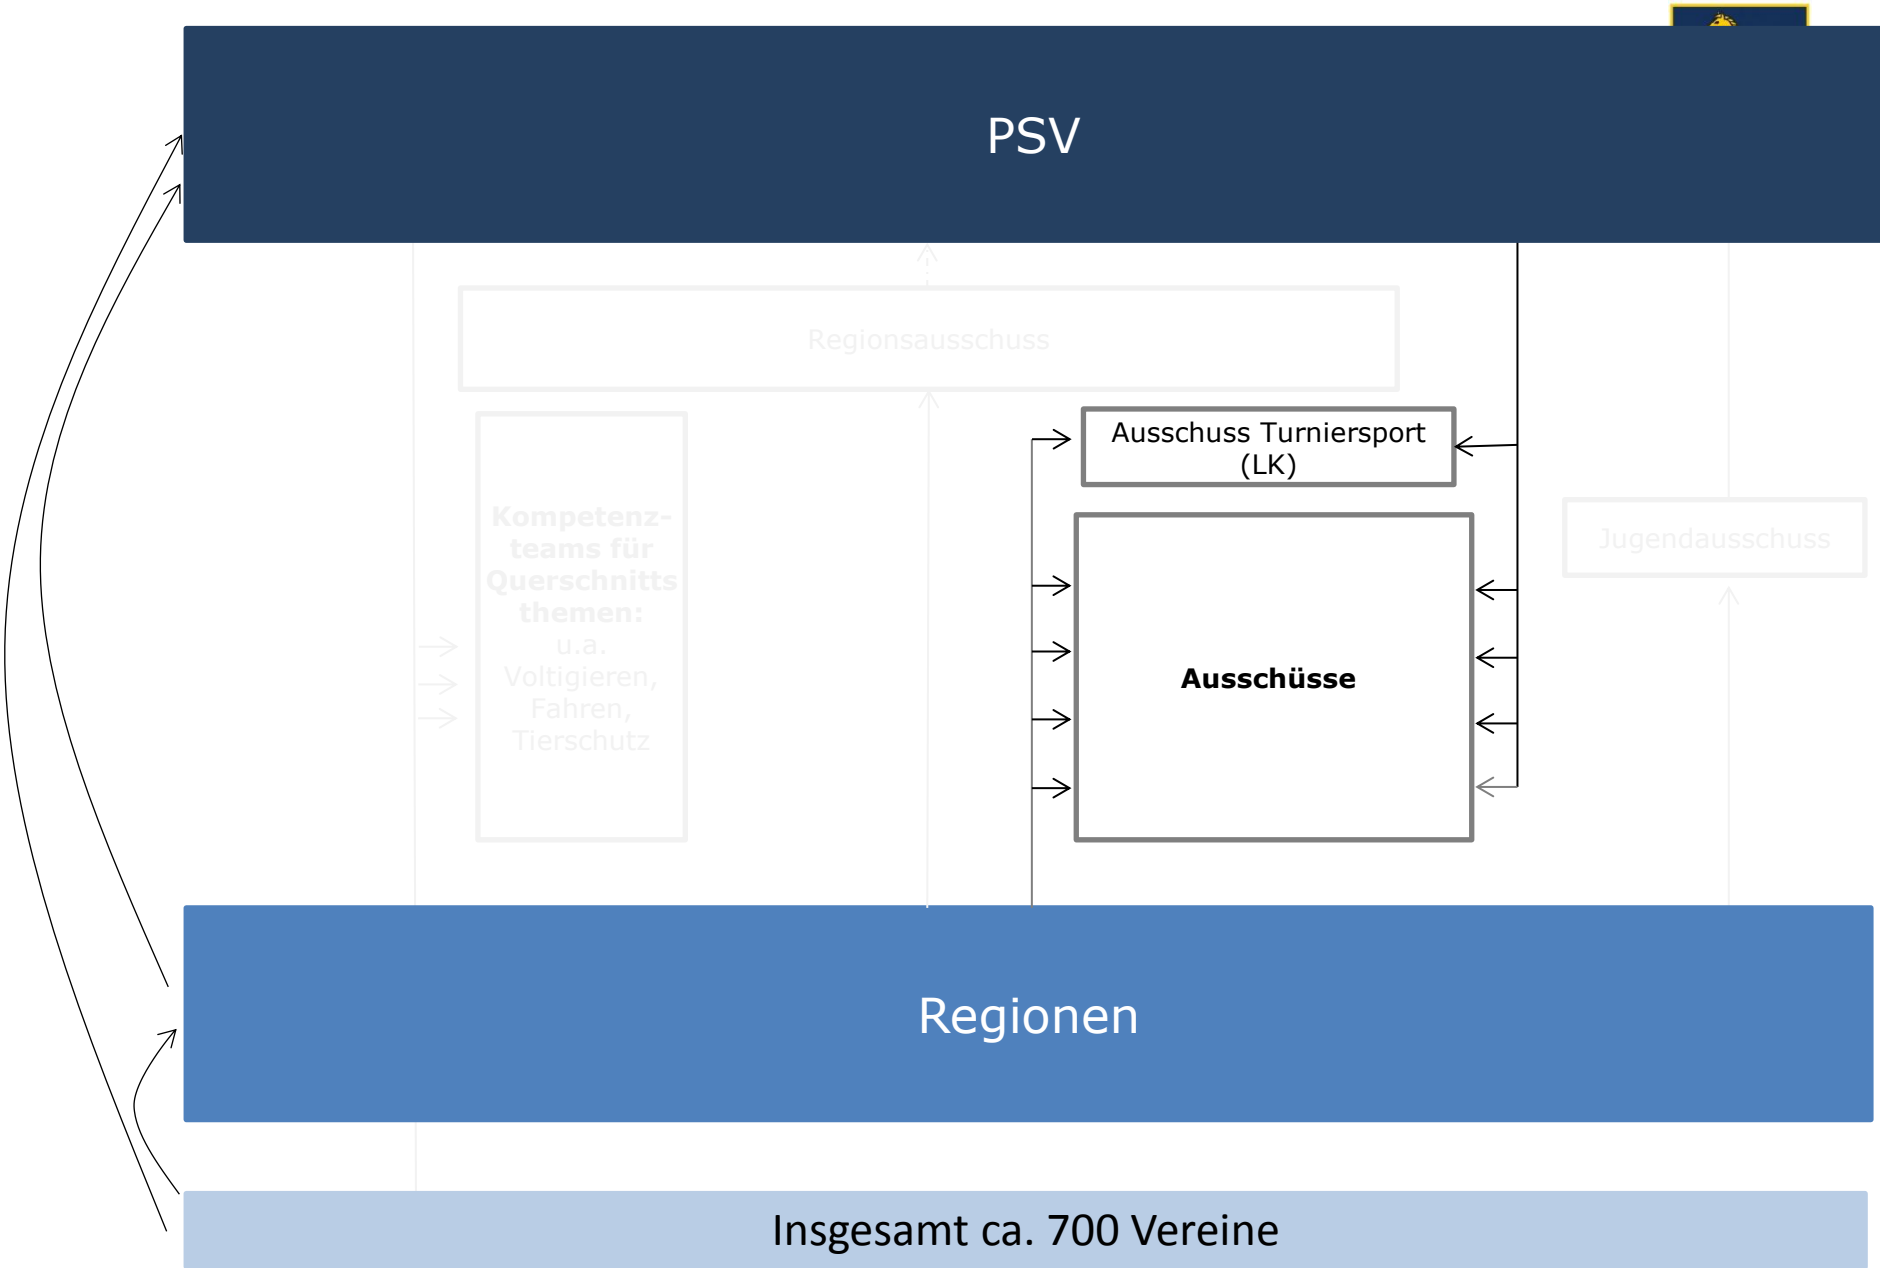 PSV
Regionsausschuss
Ausschuss Turniersport
(LK)
Kompetenz-
teams für
Querschnitts
themen:
u.a.
Voltigieren,
Fahren,
Tierschutz
Ausschüsse
Jugendausschuss
Regionen
Insgesamt ca. 700 Vereine